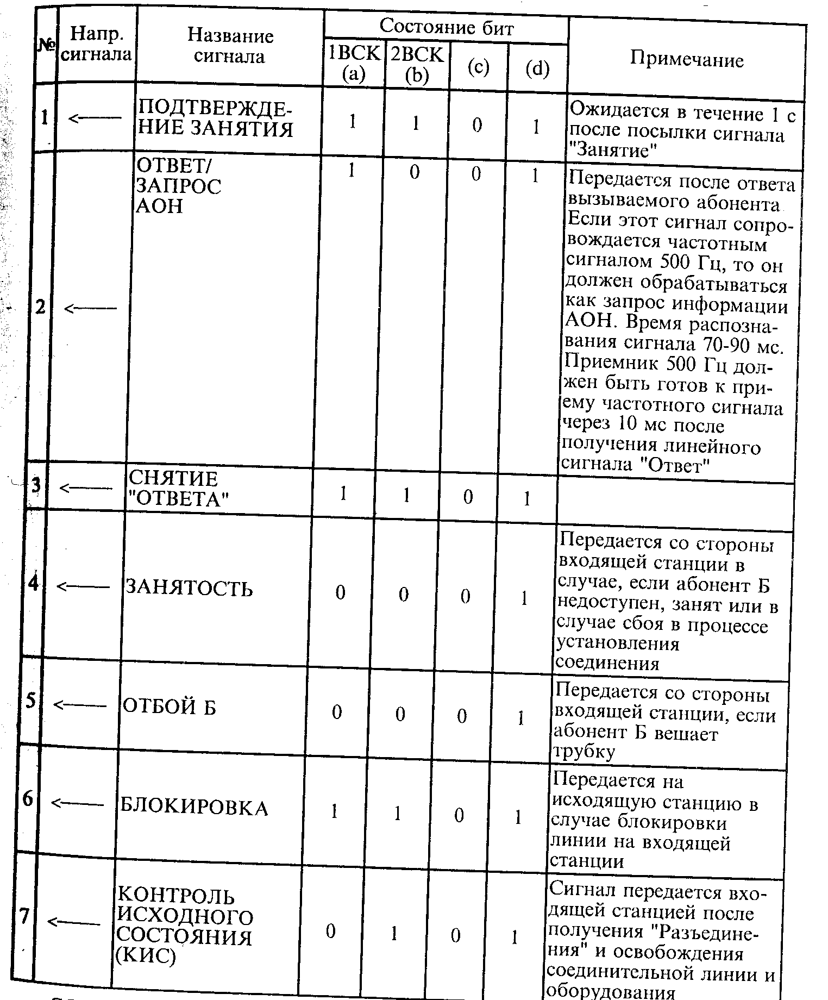 №
Напр.
сигнала
Название
сигнала
Состояние бит
1ВСК
(a)
2ВСК
(b)
(c)
(d)
Примечание
1
<——
ПОДТВЕРЖДЕ-
НИЕ ЗАНЯТИЯ
1 1 0 1
Ожидается в течение 1 с
после посылки сигнала
"Занятие"
2
<——
ОТВЕТ/
ЗАПРОС
АОН
1 0 0 1
Передается после ответа
вызываемого абонента
Если этот сигнал сопро-
вождается частотным
сигналом 500 Гц, то он
должен обрабатываться
как запрос информации
АОН. Время распозна-
вания сигнала 70-90 мс.
Приемник 500 Гц дол-
жен быть готов к при-
ему частотного сигнала
через 10 мс после
получения линейного
сигнала "Ответ"
3
<——
СНЯТИЕ
"ОТВЕТА"
1 1 0 1
4
<——
ЗАНЯТОСТЬ
0 0 0 1
Передается со стороны
входящей станции в
случае, если абонент Б
недоступен, занят или в
случае сбоя в процессе
установления
соединения
5
<——
ОТБОЙ Б
0 0 0 1
Передается со стороны
входящей станции, если
абонент Б вешает
трубку
6
<——
БЛОКИРОВКА
1 1 0 1
Передается на
исходящую станцию в
случае блокировки
линии на входящей
станции
7
<——
КОНТРОЛЬ
ИСХОДНОГО
СОСТОЯНИЯ
(КИС)
0 1 0 1
Сигнал передается вхо-
дящей станцией после
получения "Разъедине-
ния" и освобождения
соединительной линии и
оборудования